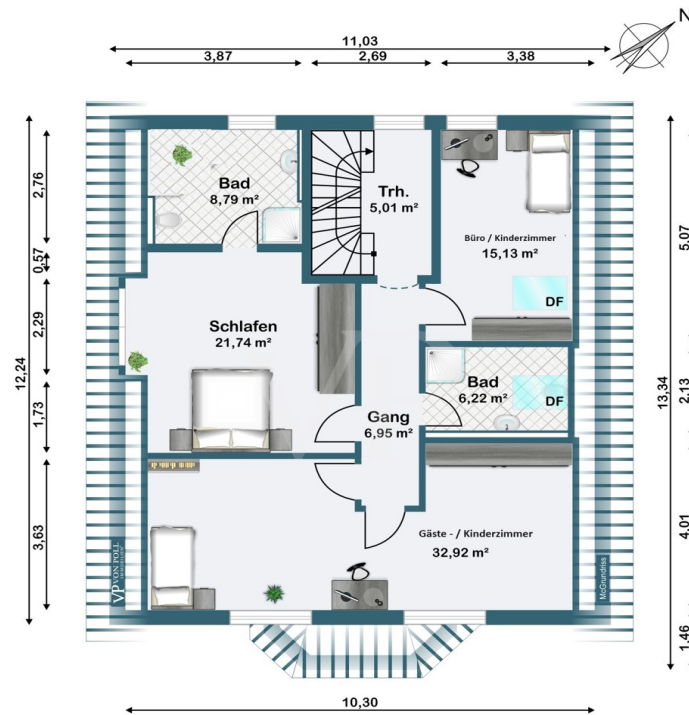 N
11,03
3,87
2,69
3,38
2,76
0,57
2,29
1,73
3,63
12,24
Bad
8,79 m²
Trh.
5,01 m²
Büro / Kinderzimmer
15,13 m²
DF
Schlafen
21,74 m²
Bad
6,22 m²
DF
Gang
6,95 m²
Gäste - / Kinderzimmer
32,92 m²
5,07
2,13
4,01
1,46
13,34
VP VON POLL
IMMOBILIEN
McGrundriss
10,30